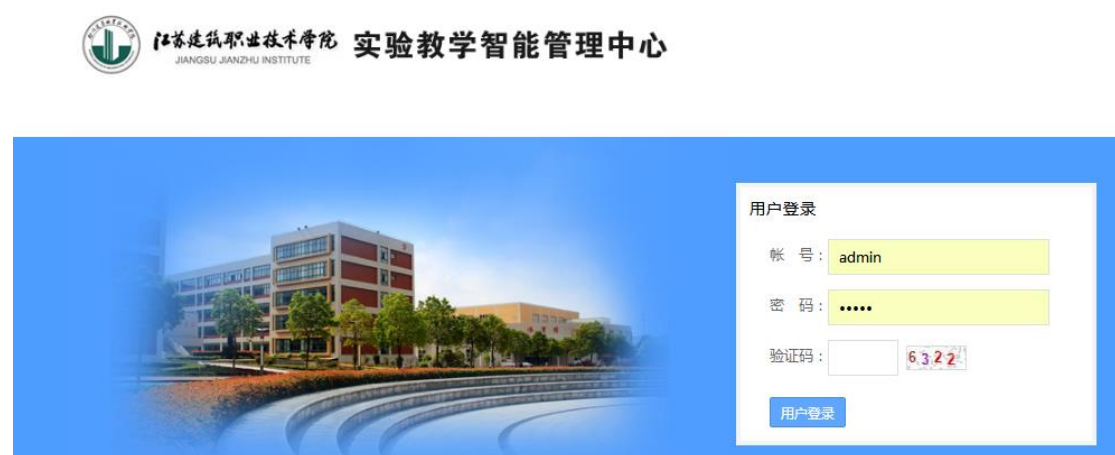 江苏建筑职业技术学院 实验教学智能管理中心
JIANGSU JIANZHU INSTITUTE
用户登录
帐 号: admin
密 码: •••••
验证码: 6322
用户登录